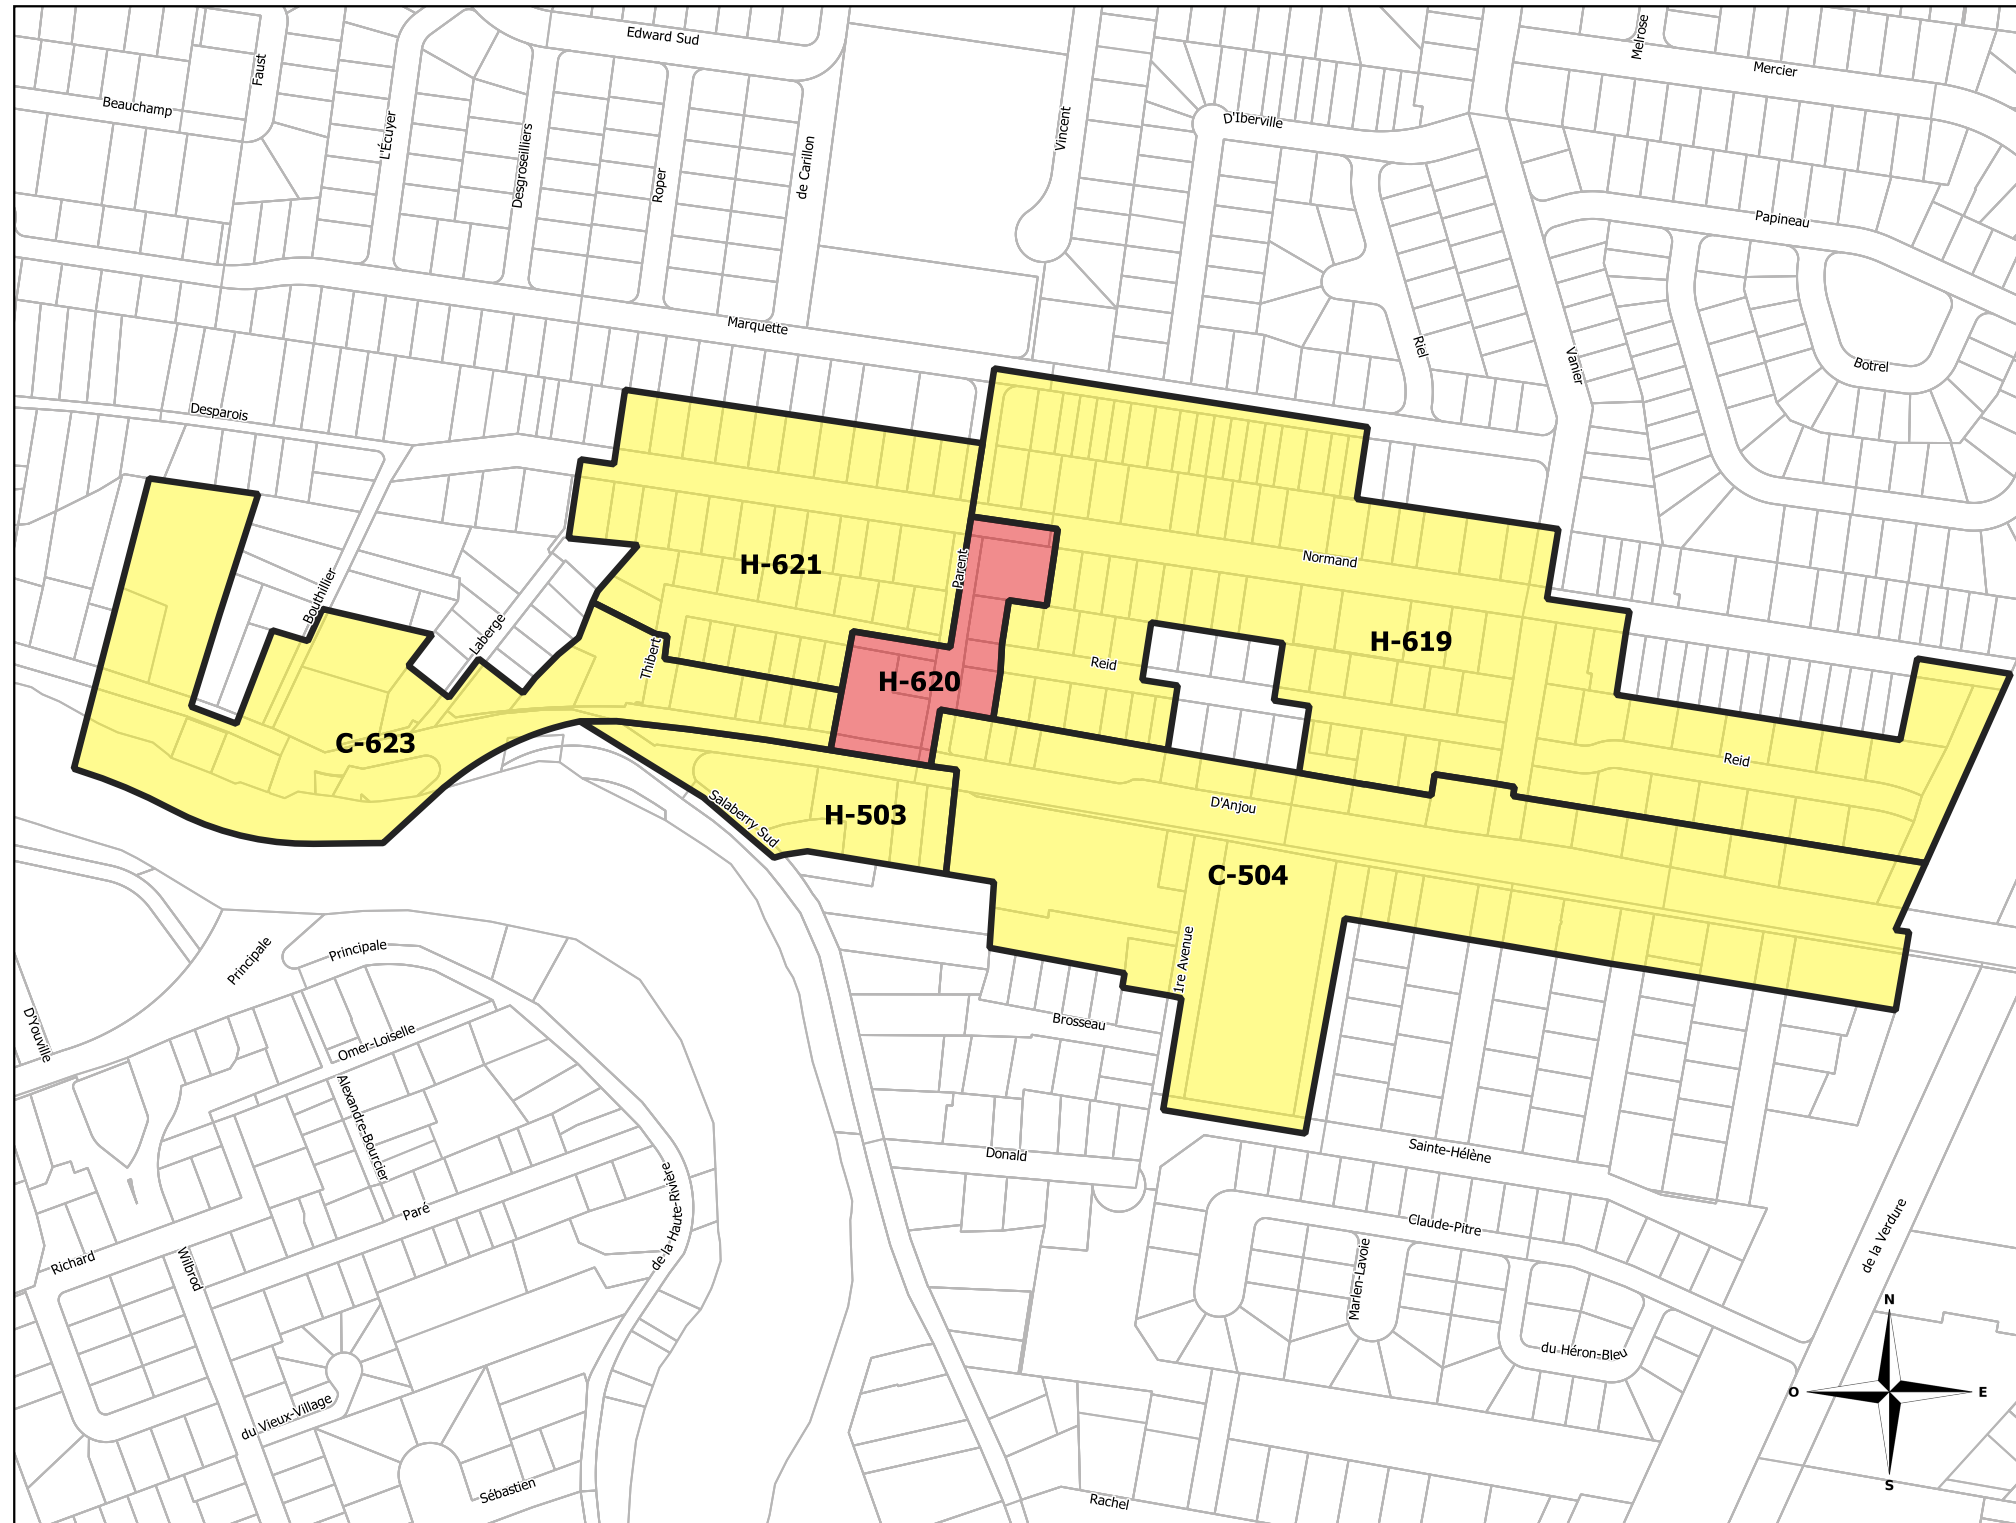 Edward Sud
Melrose
Faust
Mercier
Beauchamp
L'Écuyer
Vincent
D'Iberville
Desgroseilliers
Roper
de Carillon
Papineau
Marquette
Riel
Vanier
Botrel
Desparois
Normand
H-621
Parent
Bouthillier
Laberge
Thibert
H-619
Reid
H-620
C-623
Reid
D'Anjou
Salaberry Sud
H-503
C-504
Principale
Principale
1re Avenue
D'Youville
Brosseau
Omer-Loiselle
Alexandre-Bourcier
Donald
Sainte-Hélène
Paré
de la Haute-Rivière
Claude-Pitre
de la Verdure
Richard
Wilbrod
Marien-Lavoie
N
du Héron-Bleu
O
E
du Vieux-Village
Sébastien
S
Rachel